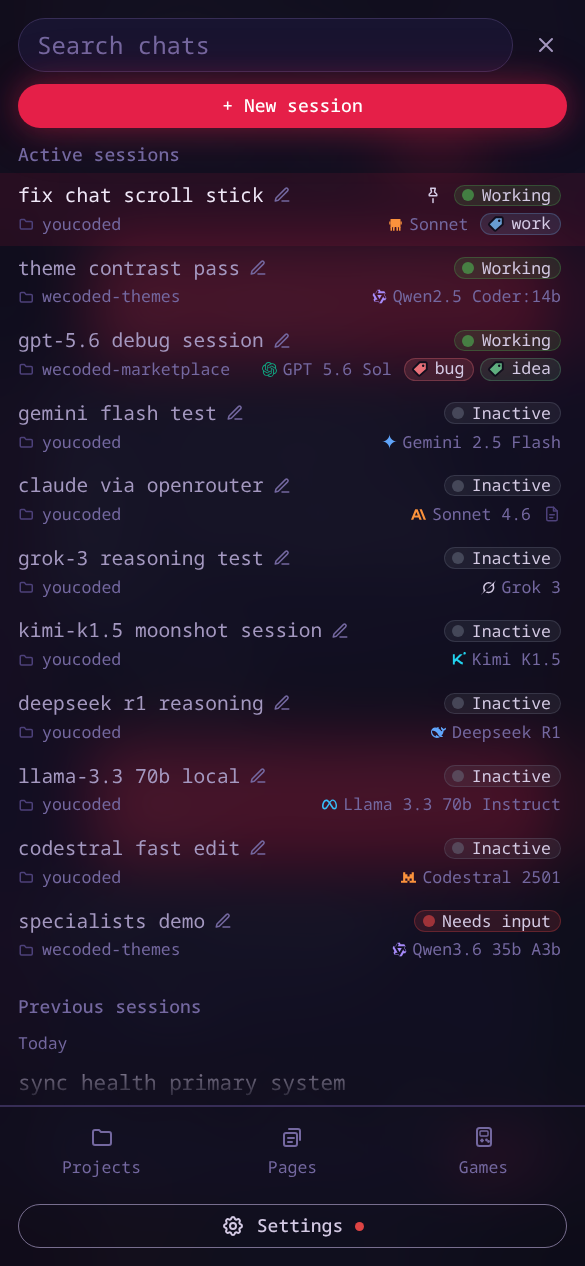 Search chats
+ New session
Active sessions
fix chat scroll stick Working
youcoded Sonnet work
theme contrast pass Working
wecoded-themes Qwen2.5 Coder:14b
gpt-5.6 debug session Working
wecoded-marketplace GPT 5.6 Sol bug idea
gemini flash test Inactive
youcoded Gemini 2.5 Flash
claude via openrouter Inactive
youcoded Sonnet 4.6
grok-3 reasoning test Inactive
youcoded Grok 3
kimi-k1.5 moonshot session Inactive
youcoded Kimi K1.5
deepseek r1 reasoning Inactive
youcoded Deepseek R1
llama-3.3 70b local Inactive
youcoded Llama 3.3 70b Instruct
codestral fast edit Inactive
youcoded Codestral 2501
specialists demo Needs input
wecoded-themes Qwen3.6 35b A3b
Previous sessions
Today
sync health primary system
Projects Pages Games
Settings